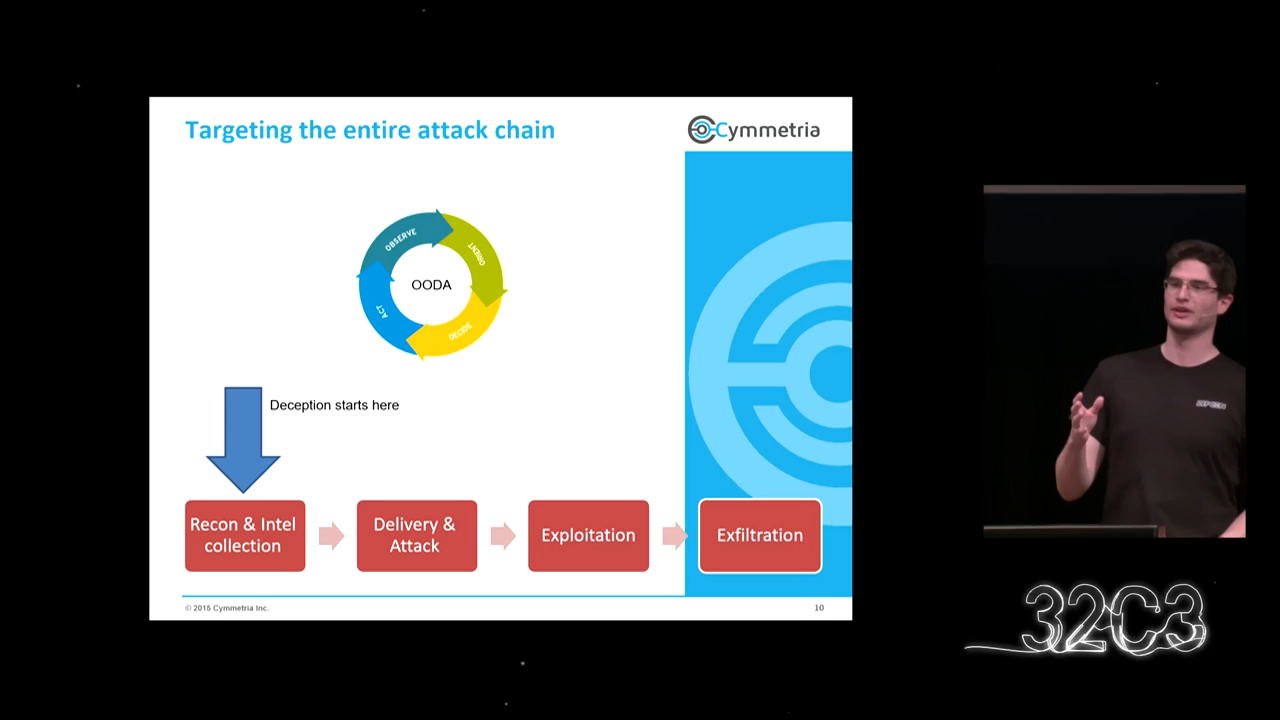 Targeting the entire attack chain
Cymmetria
OBSERVE
ORIENT
OODA
ACT
DECIDE
Deception starts here
Recon & Intel
collection
Delivery &
Attack
Exploitation
Exfiltration
© 2015 Cymmetria Inc.
10
32C3